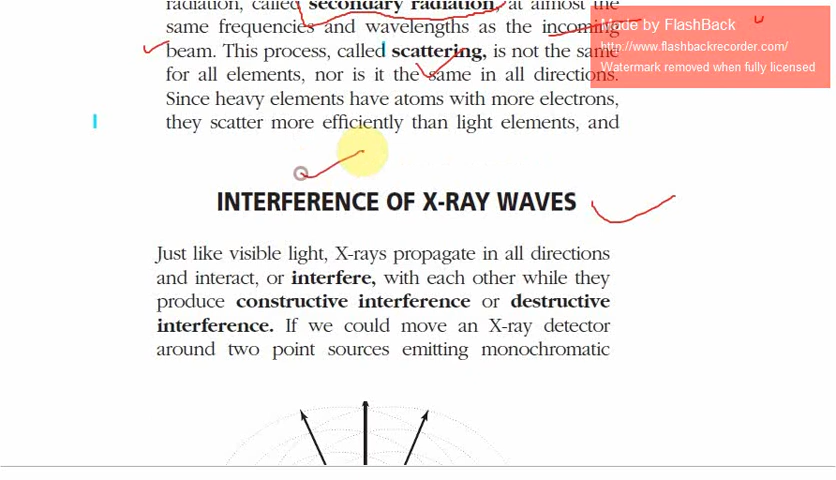 radiation, called secondary radiation, at almost the
same frequencies and wavelengths as the incoming
beam. This process, called scattering, is not the same
for all elements, nor is it the same in all directions.
Since heavy elements have atoms with more electrons,
they scatter more efficiently than light elements, and
Made by FlashBack
http://www.flashbackrecorder.com/
Watermark removed when fully licensed
INTERFERENCE OF X-RAY WAVES
Just like visible light, X-rays propagate in all directions
and interact, or interfere, with each other while they
produce constructive interference or destructive
interference. If we could move an X-ray detector
around two point sources emitting monochromatic